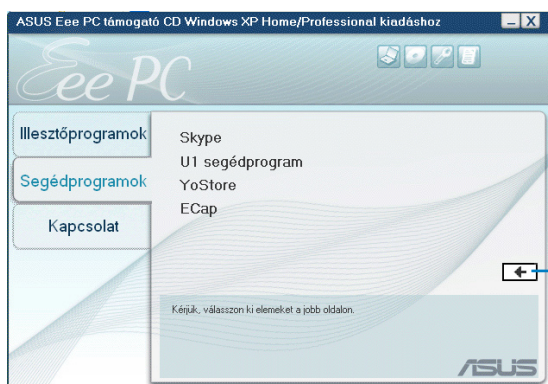 ASUS Eee PC támogató CD Windows XP Home/Professional kiadáshoz
Eee PC
Illesztőprogramok
Segédprogramok
Kapcsolat
Skype
U1 segédprogram
YoStore
ECap
Kérjük, válasszon ki elemeket a jobb oldalon.
ASUS